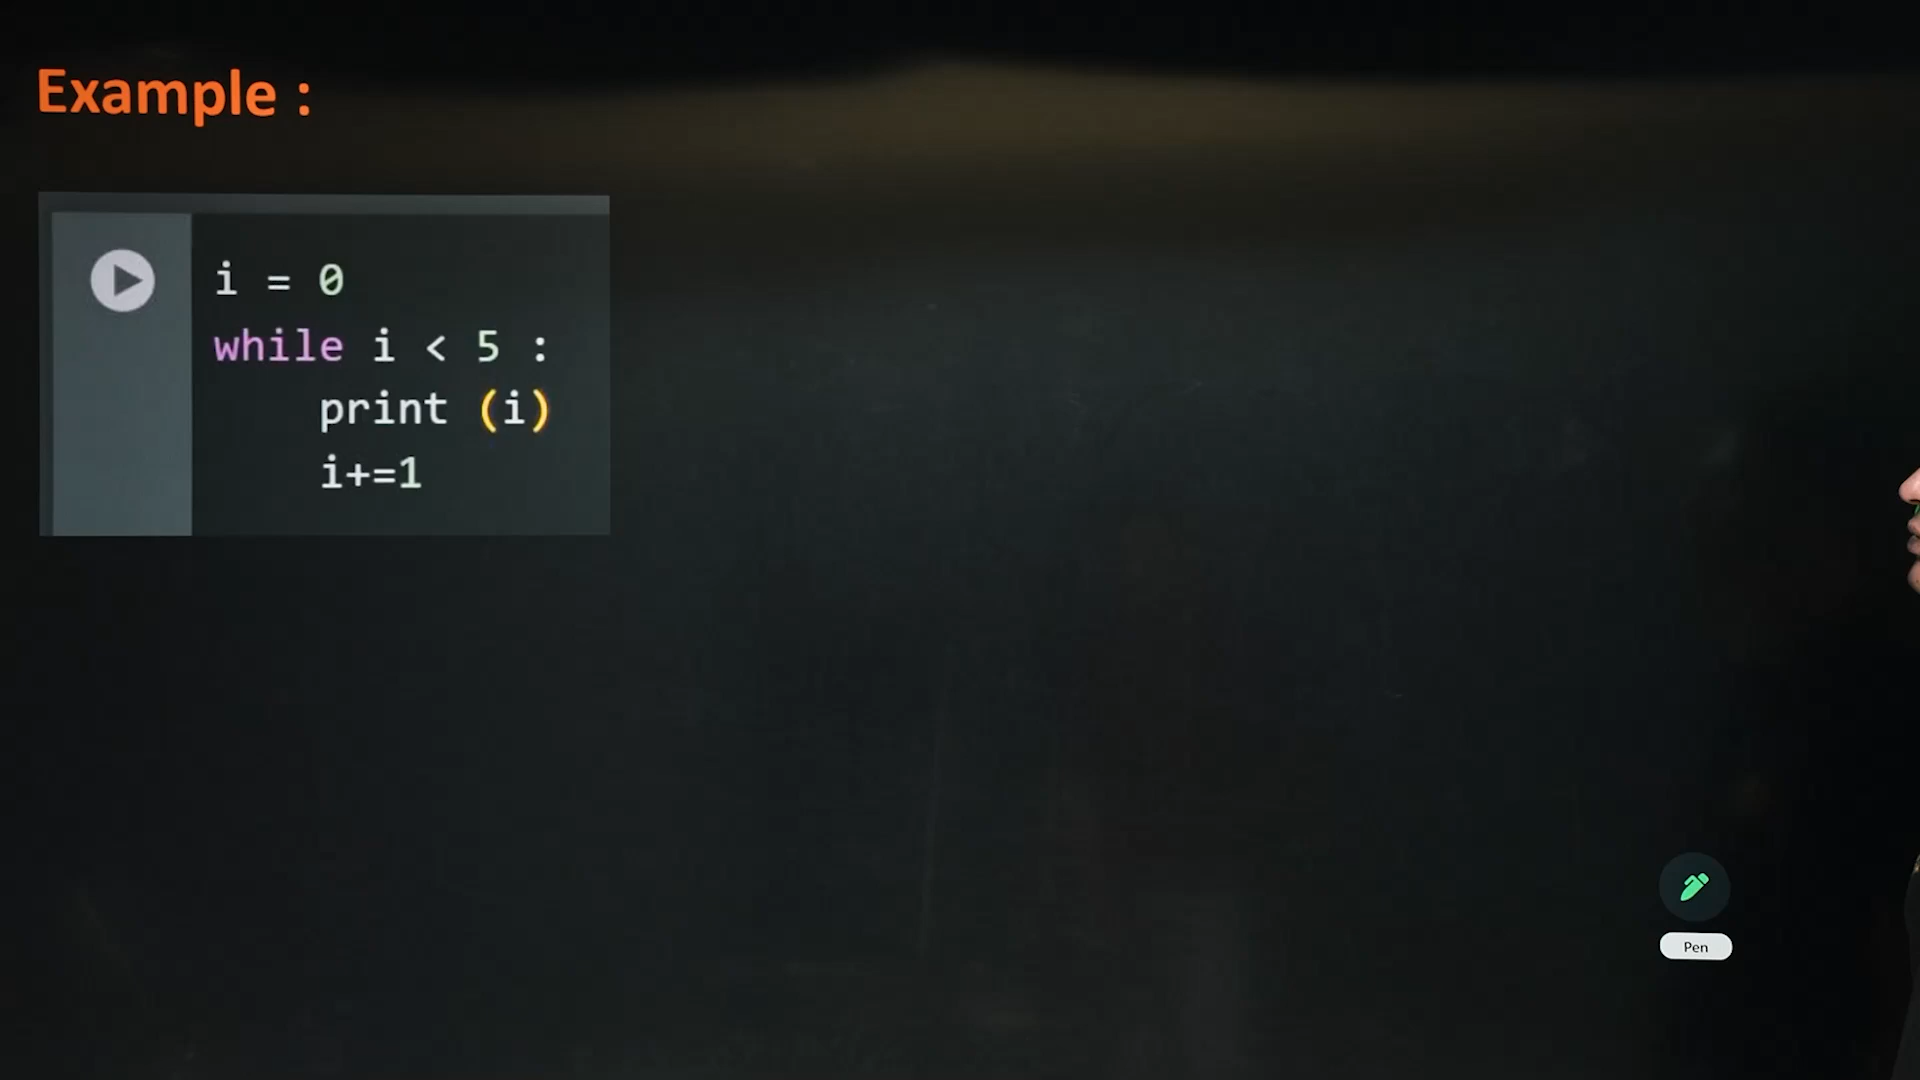 Example :
i = 0
while i < 5 :
    print (i)
    i+=1
Pen